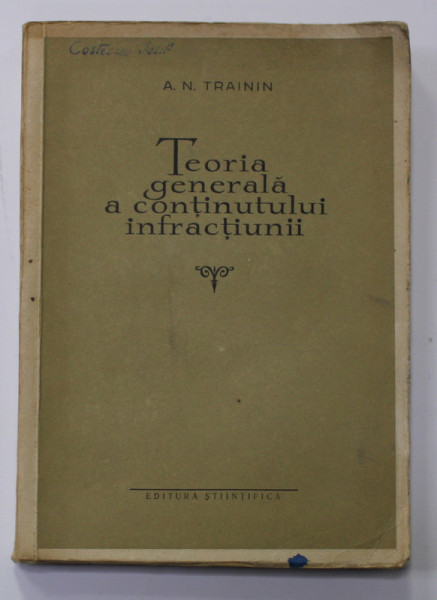 A. N. TRAININ
Teoria
generală
a conținutului
infracțiunii
EDITURA ȘTIINȚIFICĂ